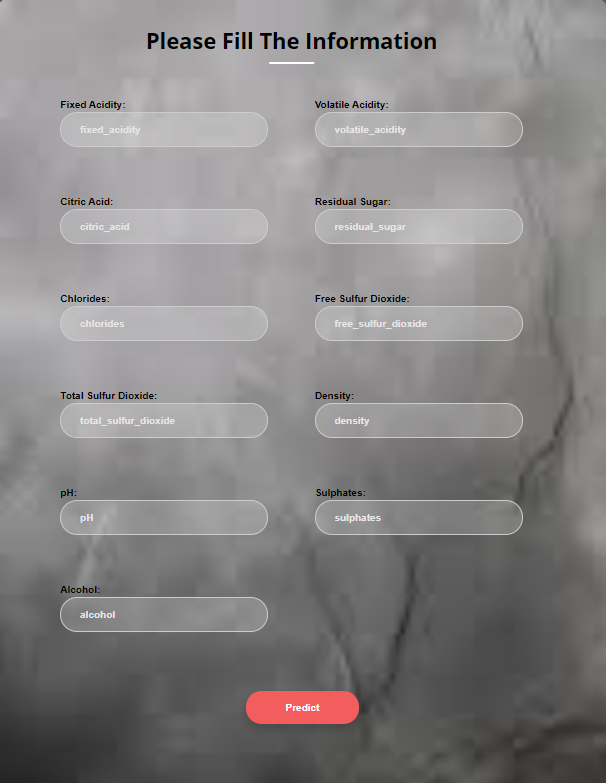 Please Fill The Information
Fixed Acidity:
fixed_acidity
Volatile Acidity:
volatile_acidity
Citric Acid:
citric_acid
Residual Sugar:
residual_sugar
Chlorides:
chlorides
Free Sulfur Dioxide:
free_sulfur_dioxide
Total Sulfur Dioxide:
total_sulfur_dioxide
Density:
density
pH:
pH
Sulphates:
sulphates
Alcohol:
alcohol
Predict